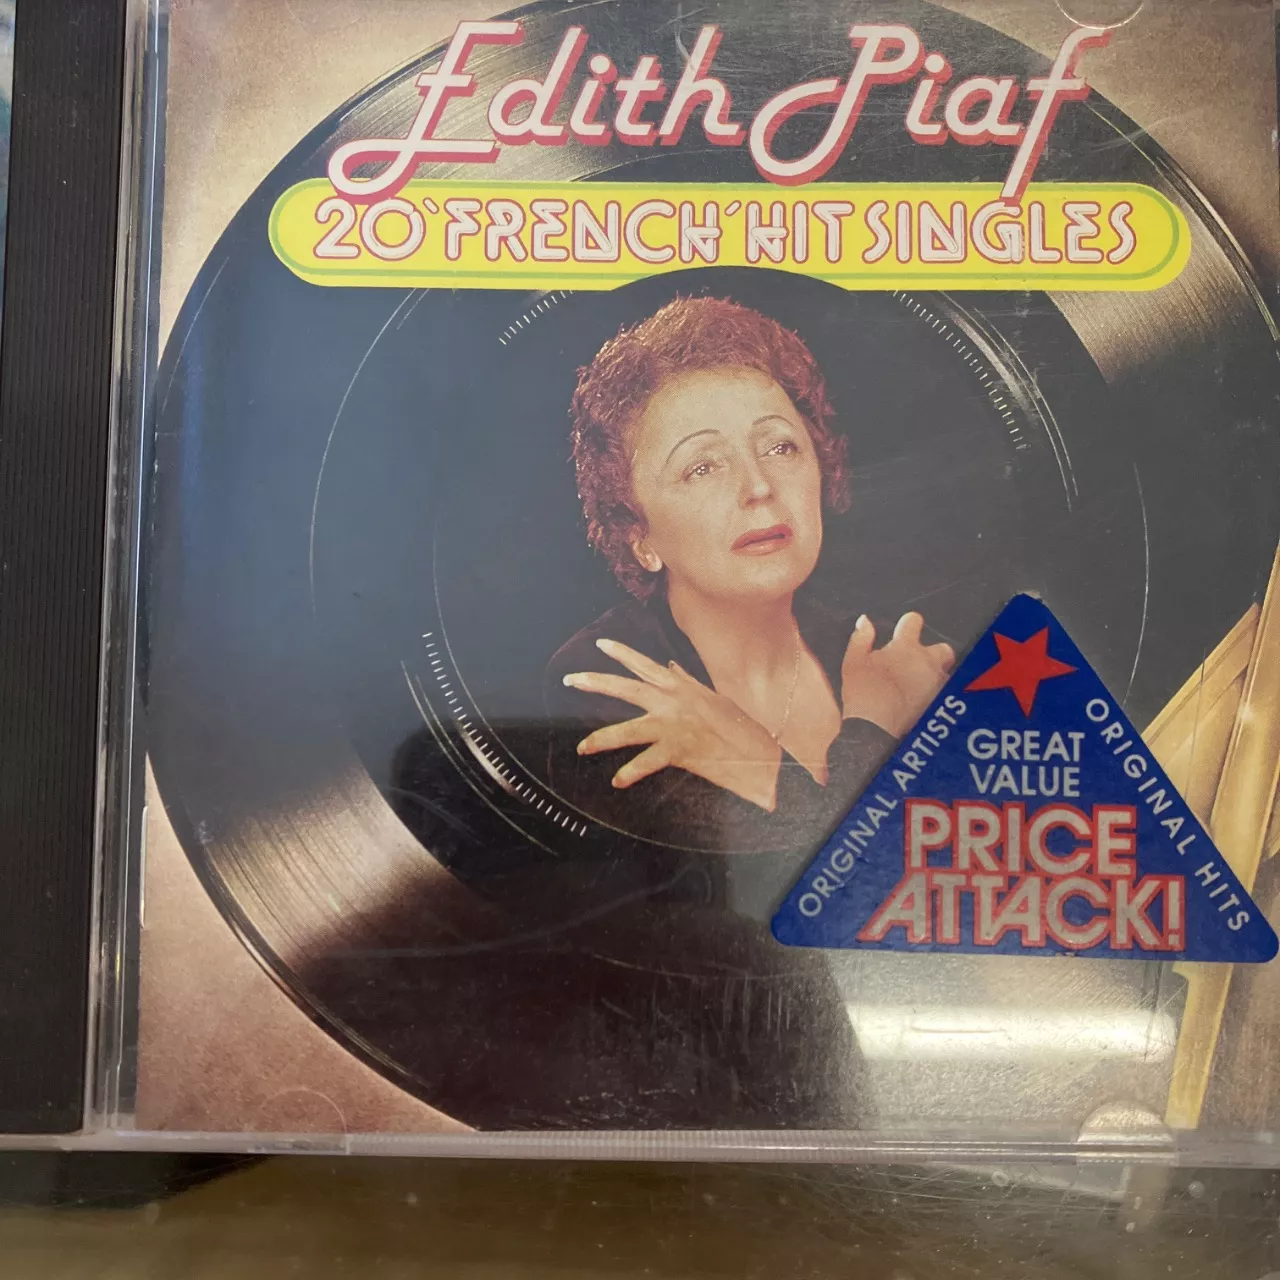 Edith Piaf
20 'FRENCH' HIT SINGLES
ORIGINAL ARTISTS
GREAT
VALUE
PRICE
ATTACK!
ORIGINAL HITS